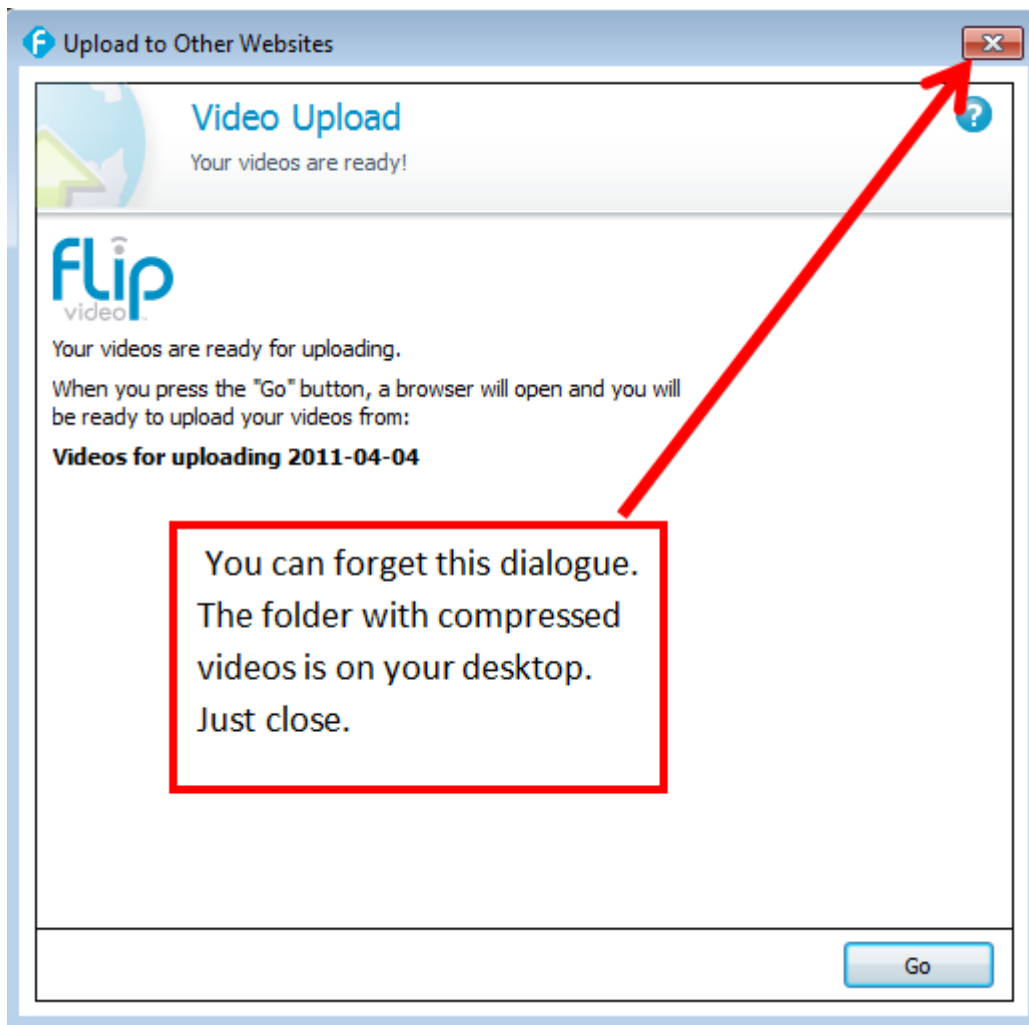 Upload to Other Websites
Video Upload
?
Your videos are ready!
flip
video
Your videos are ready for uploading.
When you press the "Go" button, a browser will open and you will
be ready to upload your videos from:
Videos for uploading 2011-04-04
You can forget this dialogue.
The folder with compressed
videos is on your desktop.
Just close.
Go